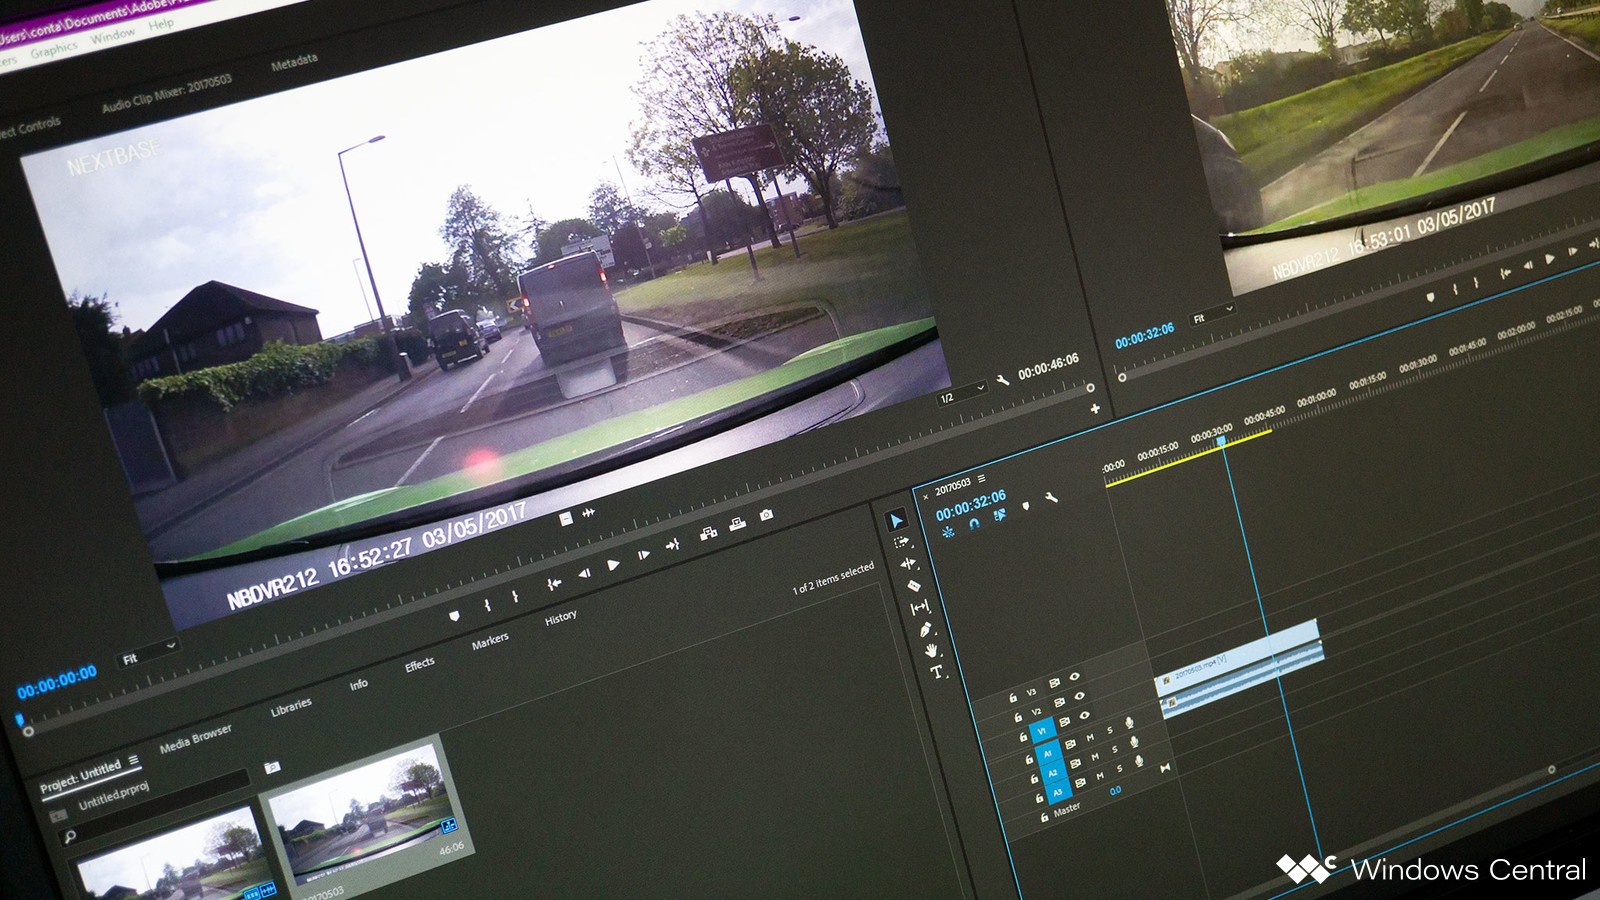 Users\conta\Documents\Adobe\Pr
Graphics Window Help
Audio Clip Mixer: 20170503 Metadata
NEXTBASE
NBDVR212 16:52:27 03/05/2017
NBDVR212 16:53:01 03/05/2017
00:00:00:00 Fit
1/2 00:00:46:06
00:00:32:06 Fit
Project: Untitled Media Browser Libraries Info Effects Markers History
Untitled.prproj
1 of 2 items selected
20170503 46:06
20170503
00:00:32:06
:00:00 00:00:15:00 00:00:30:00 00:00:45:00 00:01:00:00 00:01:15:00 00:01:30:00 00:01:45:00 00:02:00:00 00:02:15:00
20170503.mp4 [V]
V3
V2
V1
A1 M S
A2 M S
A3 M S
Master 0.0
T
Windows Central